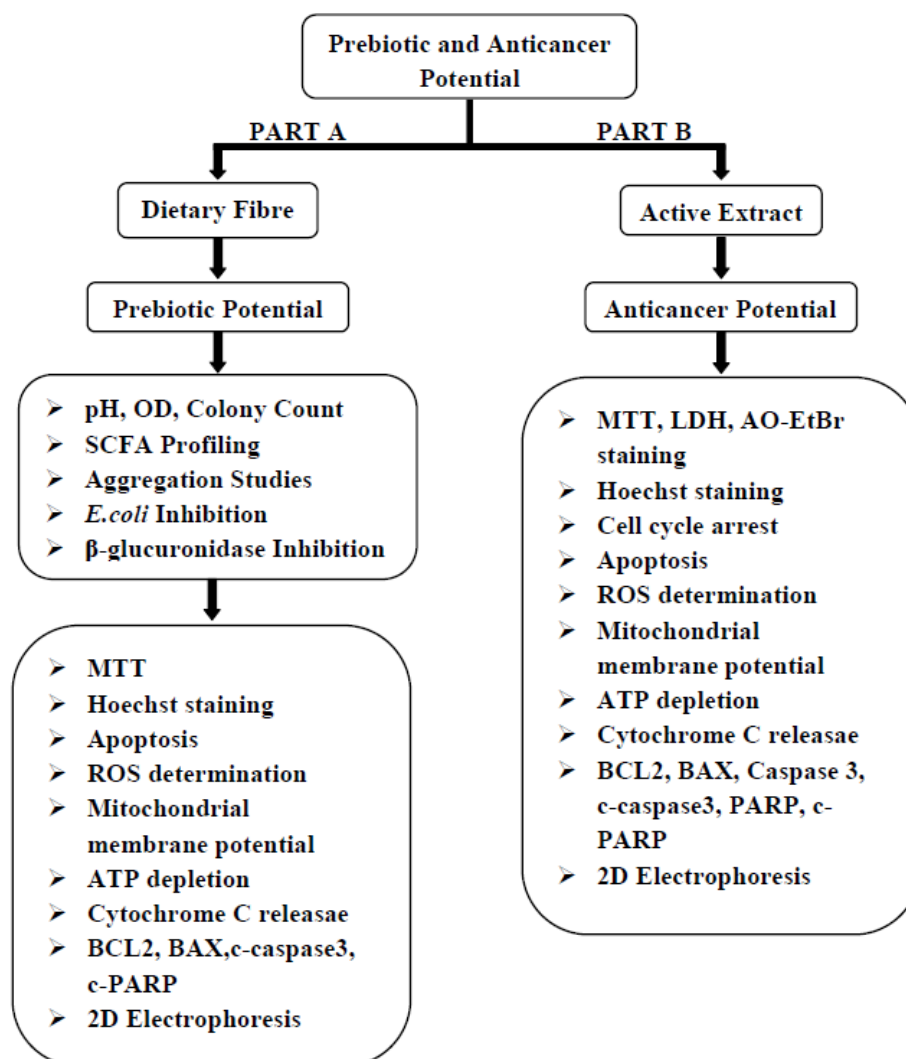 Prebiotic and Anticancer
Potential
PART A
PART B
Dietary Fibre
Active Extract
Prebiotic Potential
Anticancer Potential
➢ pH, OD, Colony Count
➢ SCFA Profiling
➢ Aggregation Studies
➢ E.coli Inhibition
➢ β-glucuronidase Inhibition
➢ MTT
➢ Hoechst staining
➢ Apoptosis
➢ ROS determination
➢ Mitochondrial
membrane potential
➢ ATP depletion
➢ Cytochrome C releasae
➢ BCL2, BAX,c-caspase3,
c-PARP
➢ 2D Electrophoresis
➢ MTT, LDH, AO-EtBr
staining
➢ Hoechst staining
➢ Cell cycle arrest
➢ Apoptosis
➢ ROS determination
➢ Mitochondrial
membrane potential
➢ ATP depletion
➢ Cytochrome C releasae
➢ BCL2, BAX, Caspase 3,
c-caspase3, PARP, c-
PARP
➢ 2D Electrophoresis